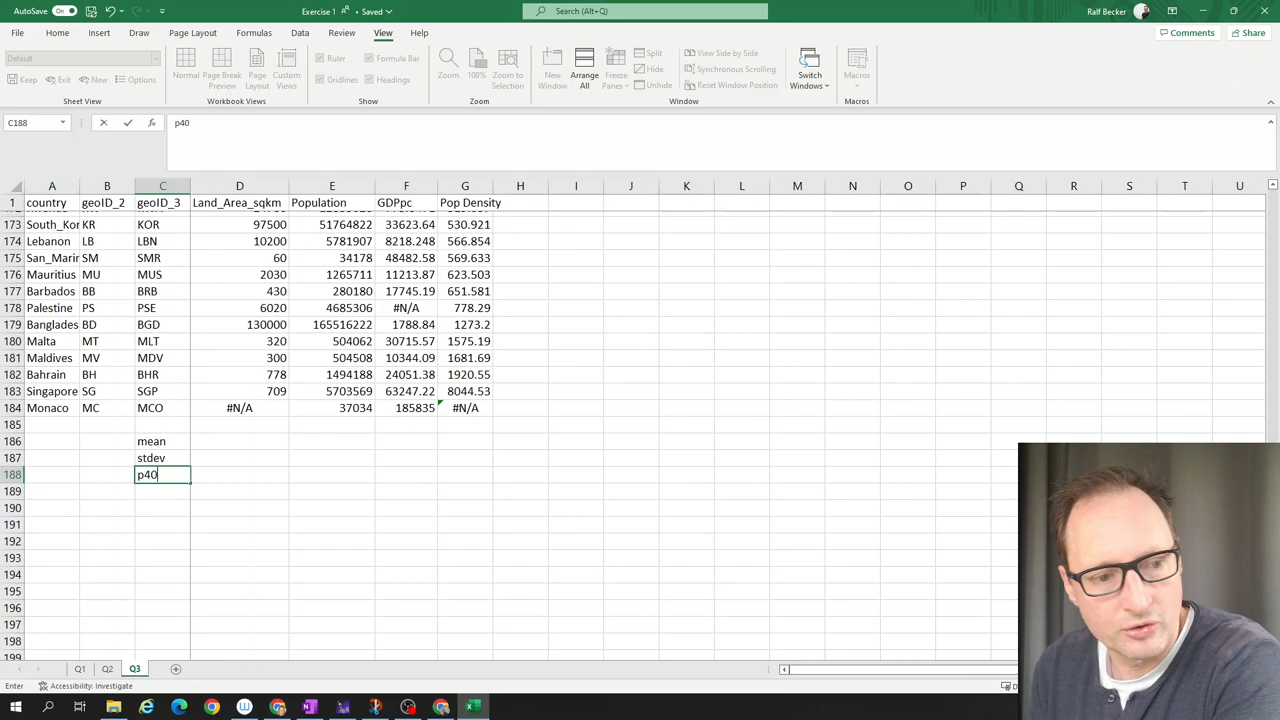 AutoSave On Exercise 1 • Saved Search (Alt+Q) Ralf Becker
File Home Insert Draw Page Layout Formulas Data Review View Help Comments Share
Default
Keep Exit New Options
Sheet View
Normal Page Break Preview Page Layout Custom Views
Workbook Views
Ruler Formula Bar
Gridlines Headings
Show
Zoom 100% Zoom to Selection
Zoom
New Window Arrange All Freeze Panes
Split
Hide
Unhide
View Side by Side
Synchronous Scrolling
Reset Window Position
Switch Windows
Window
Macros
Macros
C188 fx p40
A B C D E F G H I J K L M N O P Q R S T U
1 country geoID_2 geoID_3 Land_Area_sqkm Population GDPpc Pop Density
173 South_Kor KR KOR 97500 51764822 33623.64 530.921
174 Lebanon LB LBN 10200 5781907 8218.248 566.854
175 San_Marin SM SMR 60 34178 48482.58 569.633
176 Mauritius MU MUS 2030 1265711 11213.87 623.503
177 Barbados BB BRB 430 280180 17745.19 651.581
178 Palestine PS PSE 6020 4685306 #N/A 778.29
179 Banglades BD BGD 130000 165516222 1788.84 1273.2
180 Malta MT MLT 320 504062 30715.57 1575.19
181 Maldives MV MDV 300 504508 10344.09 1681.69
182 Bahrain BH BHR 778 1494188 24051.38 1920.55
183 Singapore SG SGP 709 5703569 63247.22 8044.53
184 Monaco MC MCO #N/A 37034 185835 #N/A
185
186 mean
187 stdev
188 p40
189
190
191
192
193
194
195
196
197
198
199
Q1 Q2 Q3
Enter Accessibility: Investigate